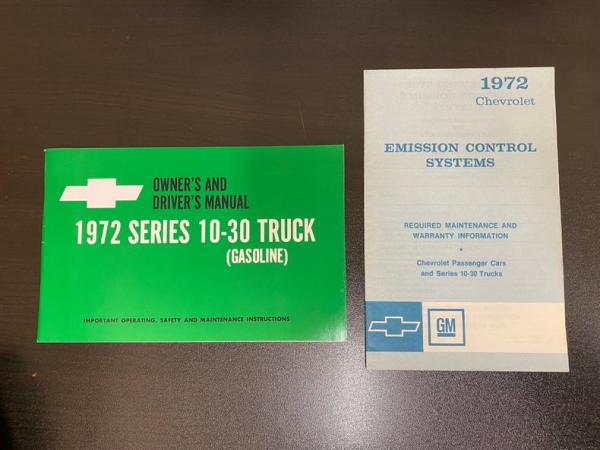 OWNER'S AND
DRIVER'S MANUAL
1972 SERIES 10-30 TRUCK
(GASOLINE)
IMPORTANT OPERATING, SAFETY AND MAINTENANCE INSTRUCTIONS
1972
Chevrolet
EMISSION CONTROL
SYSTEMS
REQUIRED MAINTENANCE AND
WARRANTY INFORMATION
•
Chevrolet Passenger Cars
and Series 10-30 Trucks
GM